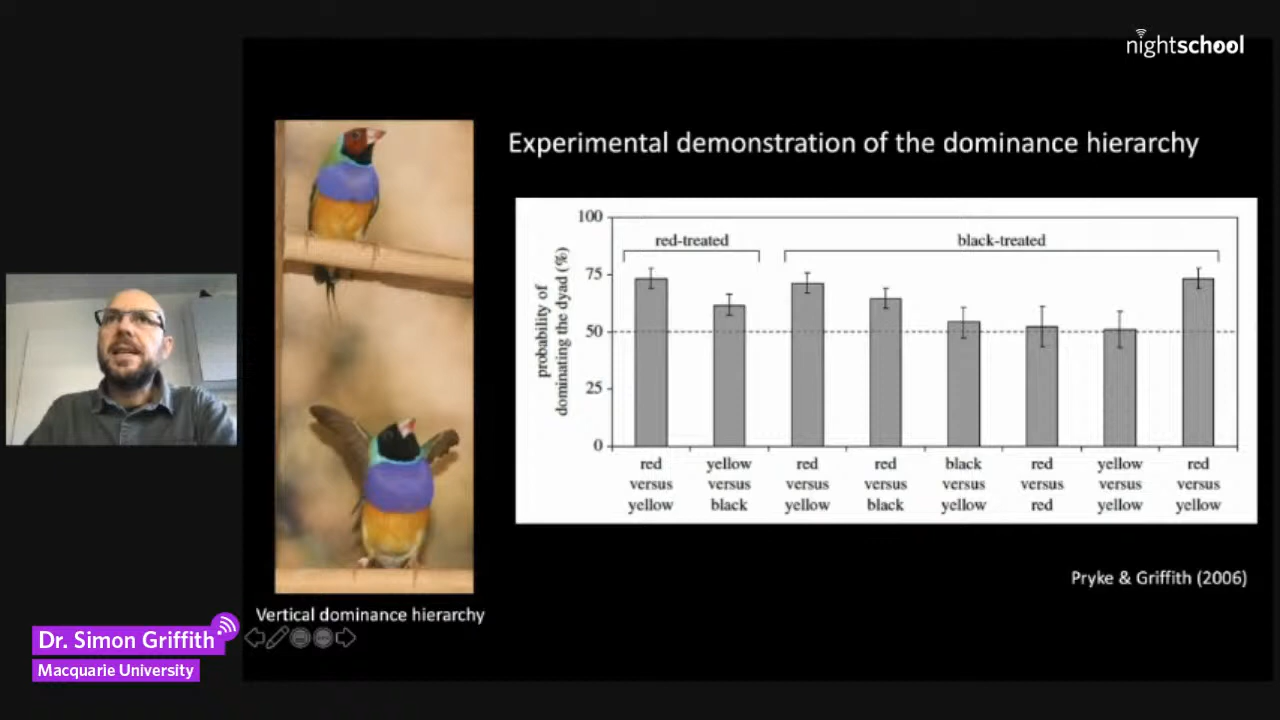 nightschool
Experimental demonstration of the dominance hierarchy
100
75
50
25
0
probability of
dominating the dyad (%)
red-treated
black-treated
red
versus
yellow
yellow
versus
black
red
versus
yellow
red
versus
black
black
versus
yellow
red
versus
red
yellow
versus
yellow
red
versus
yellow
Pryke & Griffith (2006)
Vertical dominance hierarchy
Dr. Simon Griffith
Macquarie University